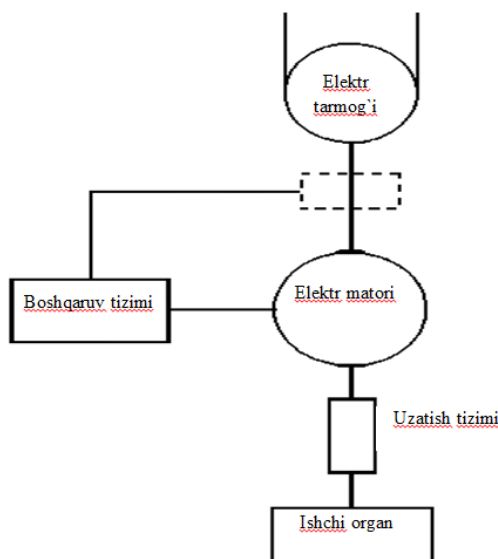 Elektr
tarmog`i
Boshqaruv tizimi
Elektr matori
Uzatish tizimi
Ishchi organ